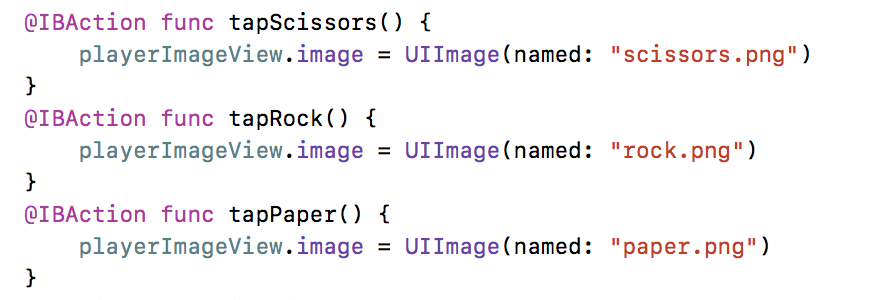 @IBAction func tapScissors() {
    playerImageView.image = UIImage(named: "scissors.png")
}
@IBAction func tapRock() {
    playerImageView.image = UIImage(named: "rock.png")
}
@IBAction func tapPaper() {
    playerImageView.image = UIImage(named: "paper.png")
}